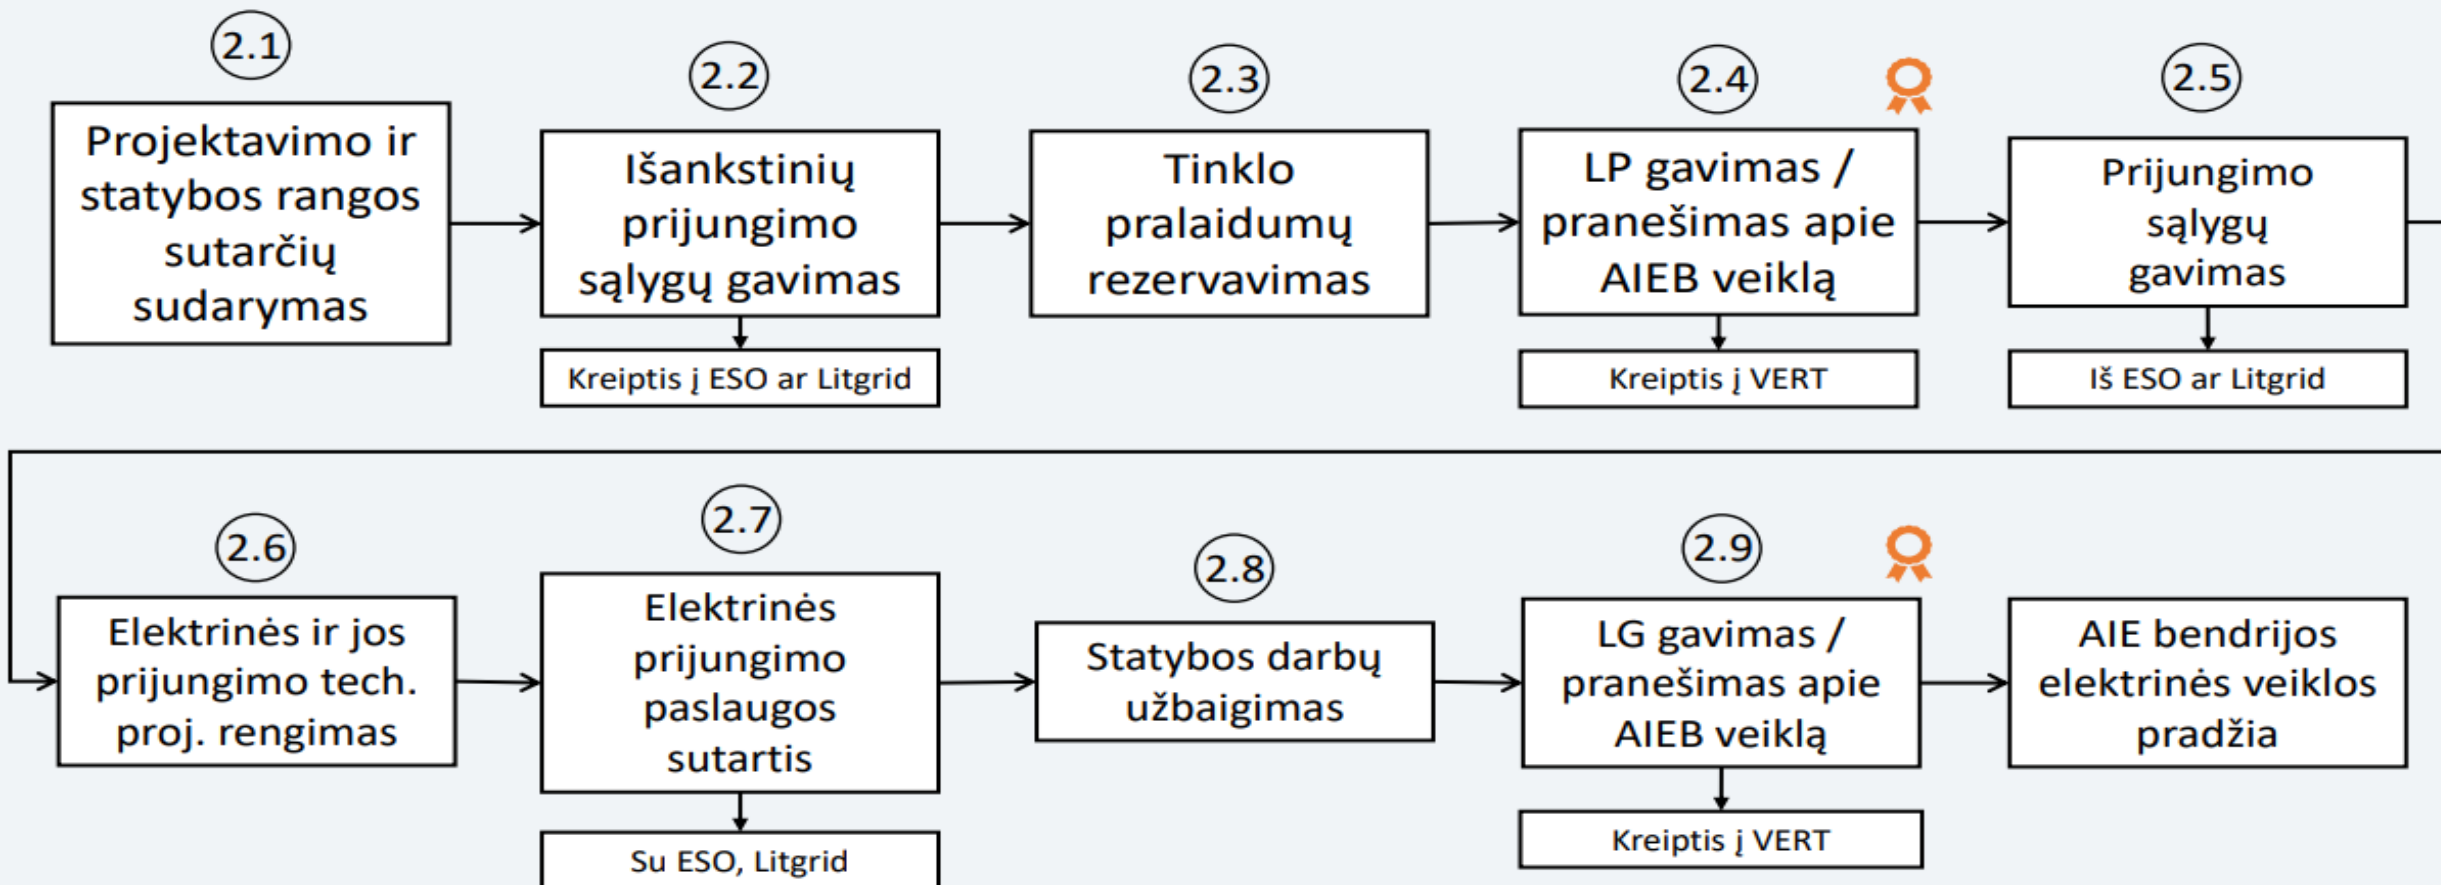 2.1
Projektavimo ir
statybos rangos
sutarčių
sudarymas
2.2
Išankstinių
prijungimo
sąlygų gavimas
Kreiptis į ESO ar Litgrid
2.3
Tinklo
pralaidumų
rezervavimas
2.4
LP gavimas /
pranešimas apie
AIEB veiklą
Kreiptis į VERT
2.5
Prijungimo
sąlygų
gavimas
Iš ESO ar Litgrid
2.6
Elektrinės ir jos
prijungimo tech.
proj. rengimas
2.7
Elektrinės
prijungimo
paslaugos
sutartis
Su ESO, Litgrid
2.8
Statybos darbų
užbaigimas
2.9
LG gavimas /
pranešimas apie
AIEB veiklą
Kreiptis į VERT
AIE bendrijos
elektrinės veiklos
pradžia